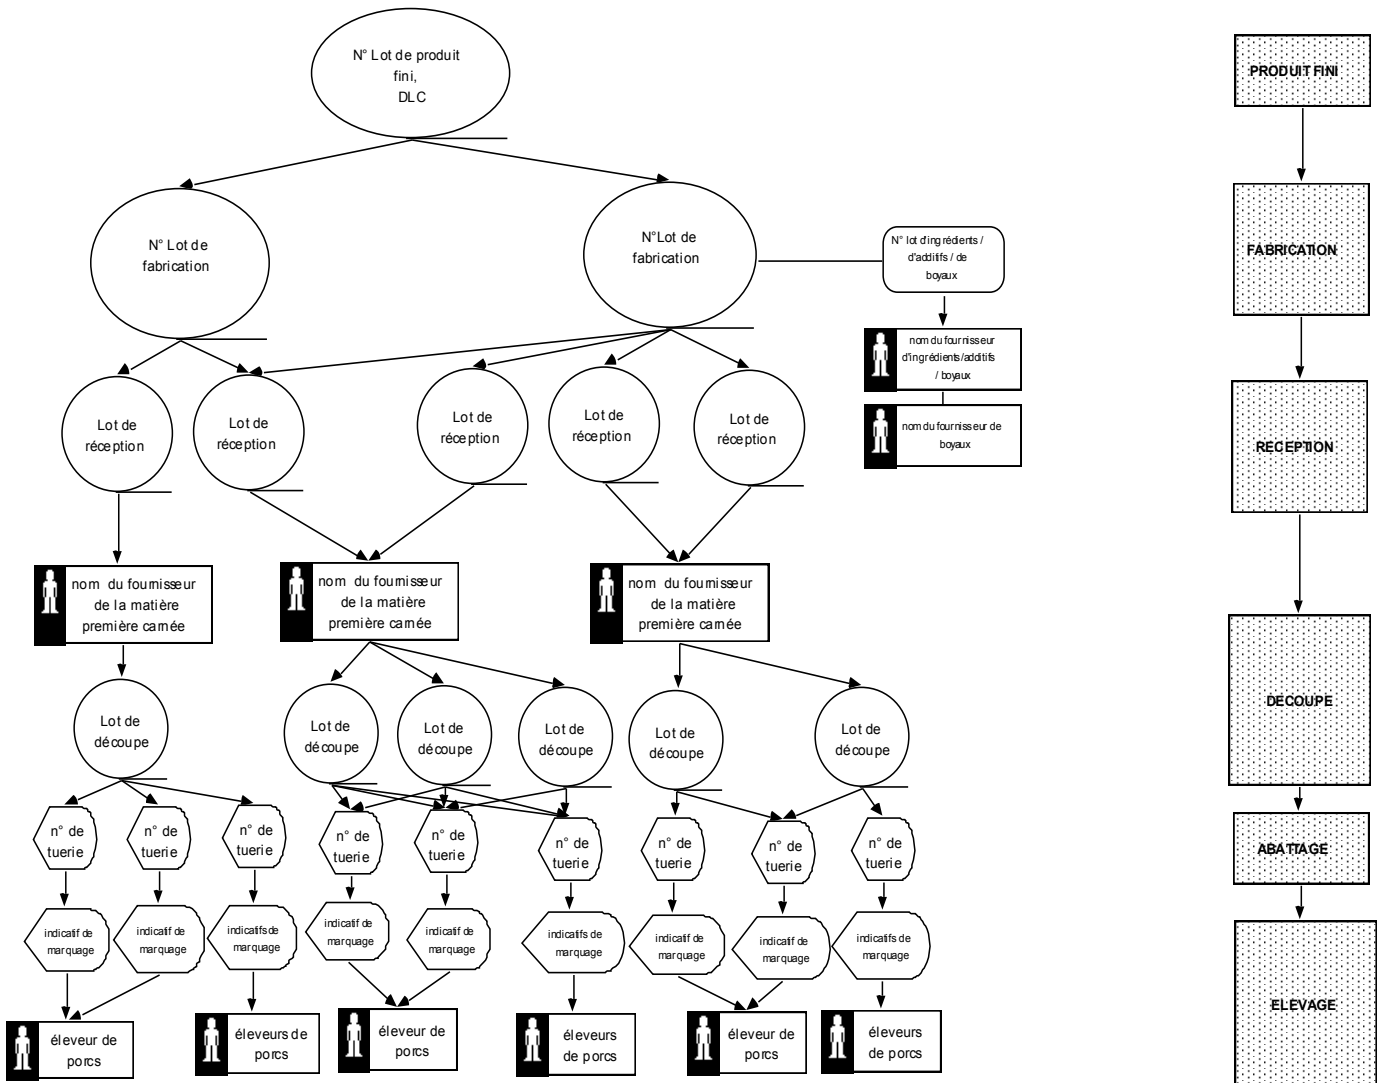 N° Lot de produit
fini,
DLC
PRODUIT FINI
N° Lot de
fabrication
N°Lot de
fabrication
N° lot d'ingrédients /
d'additifs / de
boyaux
FABRICATION
nom du fournisseur
d'ingrédients/additifs
/ boyaux
nom du fournisseur de
boyaux
Lot de
réception
Lot de
réception
Lot de
réception
Lot de
réception
Lot de
réception
RECEPTION
nom du fournisseur
de la matière
première carnée
nom du fournisseur
de la matière
première carnée
nom du fournisseur
de la matière
première carnée
Lot de
découpe
Lot de
découpe
Lot de
découpe
Lot de
découpe
Lot de
découpe
Lot de
découpe
DECOUPE
n° de
tuerie
n° de
tuerie
n° de
tuerie
n° de
tuerie
n° de
tuerie
n° de
tuerie
n° de
tuerie
n° de
tuerie
n° de
tuerie
ABATTAGE
indicatif de
marquage
indicatif de
marquage
indicatifs de
marquage
indicatif de
marquage
indicatif de
marquage
indicatifs de
marquage
indicatif de
marquage
indicatif de
marquage
indicatifs de
marquage
éleveur de
porcs
éleveurs de
porcs
éleveur de
porcs
éleveurs
de porcs
éleveur de
porcs
éleveurs
de porcs
ELEVAGE